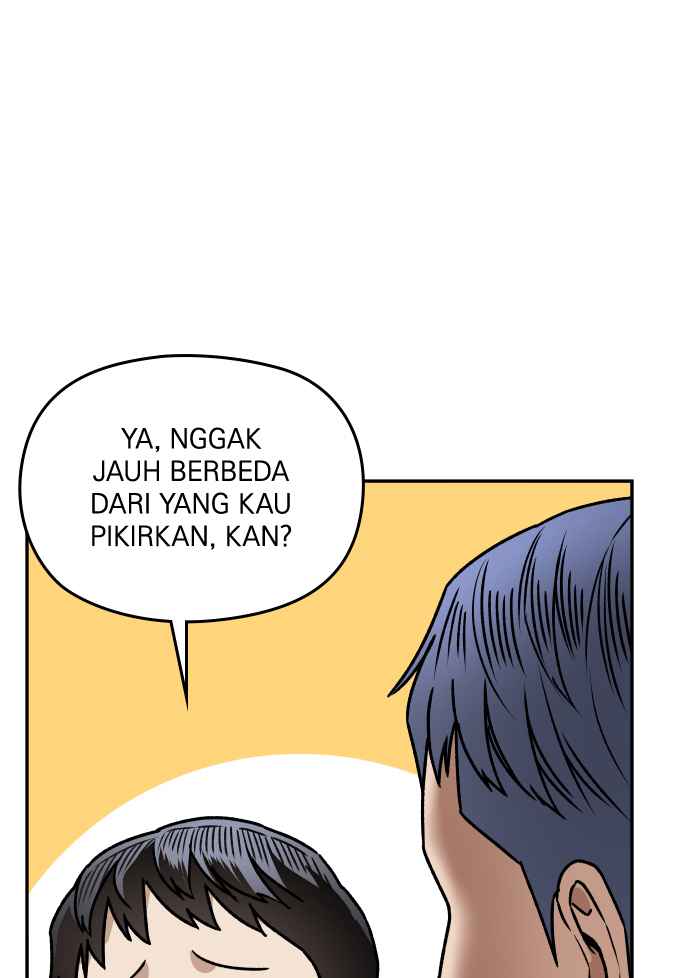 YA, NGGAK
JAUH BERBEDA
DARI YANG KAU
PIKIRKAN, KAN?